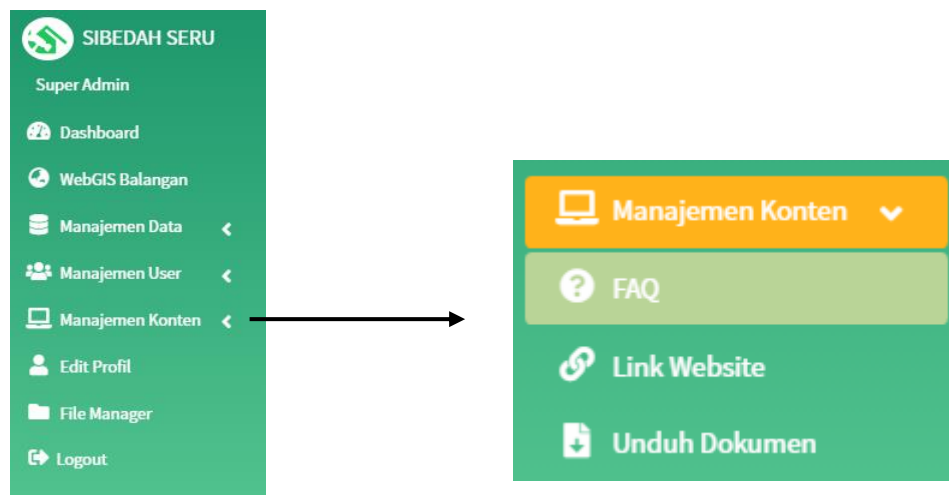 SIBEDAH SERU
Super Admin
Dashboard
WebGIS Balangan
Manajemen Data
Manajemen User
Manajemen Konten
Edit Profil
File Manager
Logout
Manajemen Konten
FAQ
Link Website
Unduh Dokumen